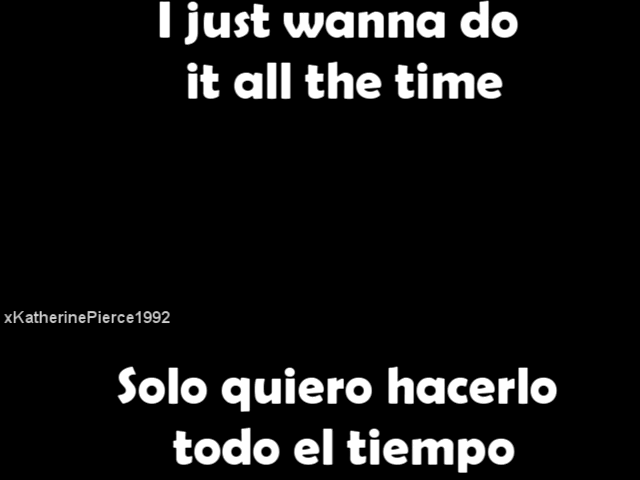 I just wanna do
it all the time
xKatherinePierce1992
Solo quiero hacerlo
todo el tiempo